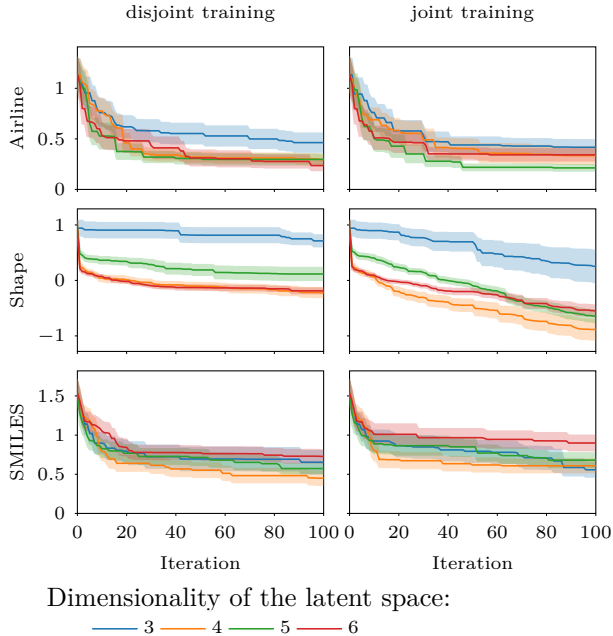 disjoint training joint training
Airline
1
0.5
0
Shape
1
0
−1
SMILES
1.5
1
0.5
0
0 20 40 60 80 100 0 20 40 60 80 100
Iteration Iteration
Dimensionality of the latent space:
3 4 5 6